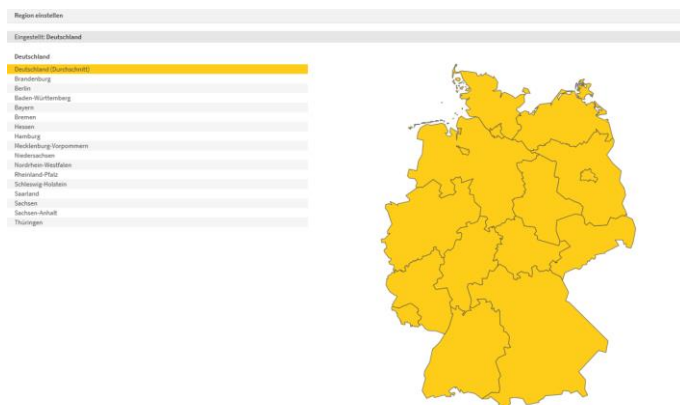 Region einstellen
Eingestellt: Deutschland
Deutschland
Deutschland (Durchschnitt)
Brandenburg
Berlin
Baden-Württemberg
Bayern
Bremen
Hessen
Hamburg
Mecklenburg-Vorpommern
Niedersachsen
Nordrhein-Westfalen
Rheinland-Pfalz
Schleswig-Holstein
Saarland
Sachsen
Sachsen-Anhalt
Thüringen